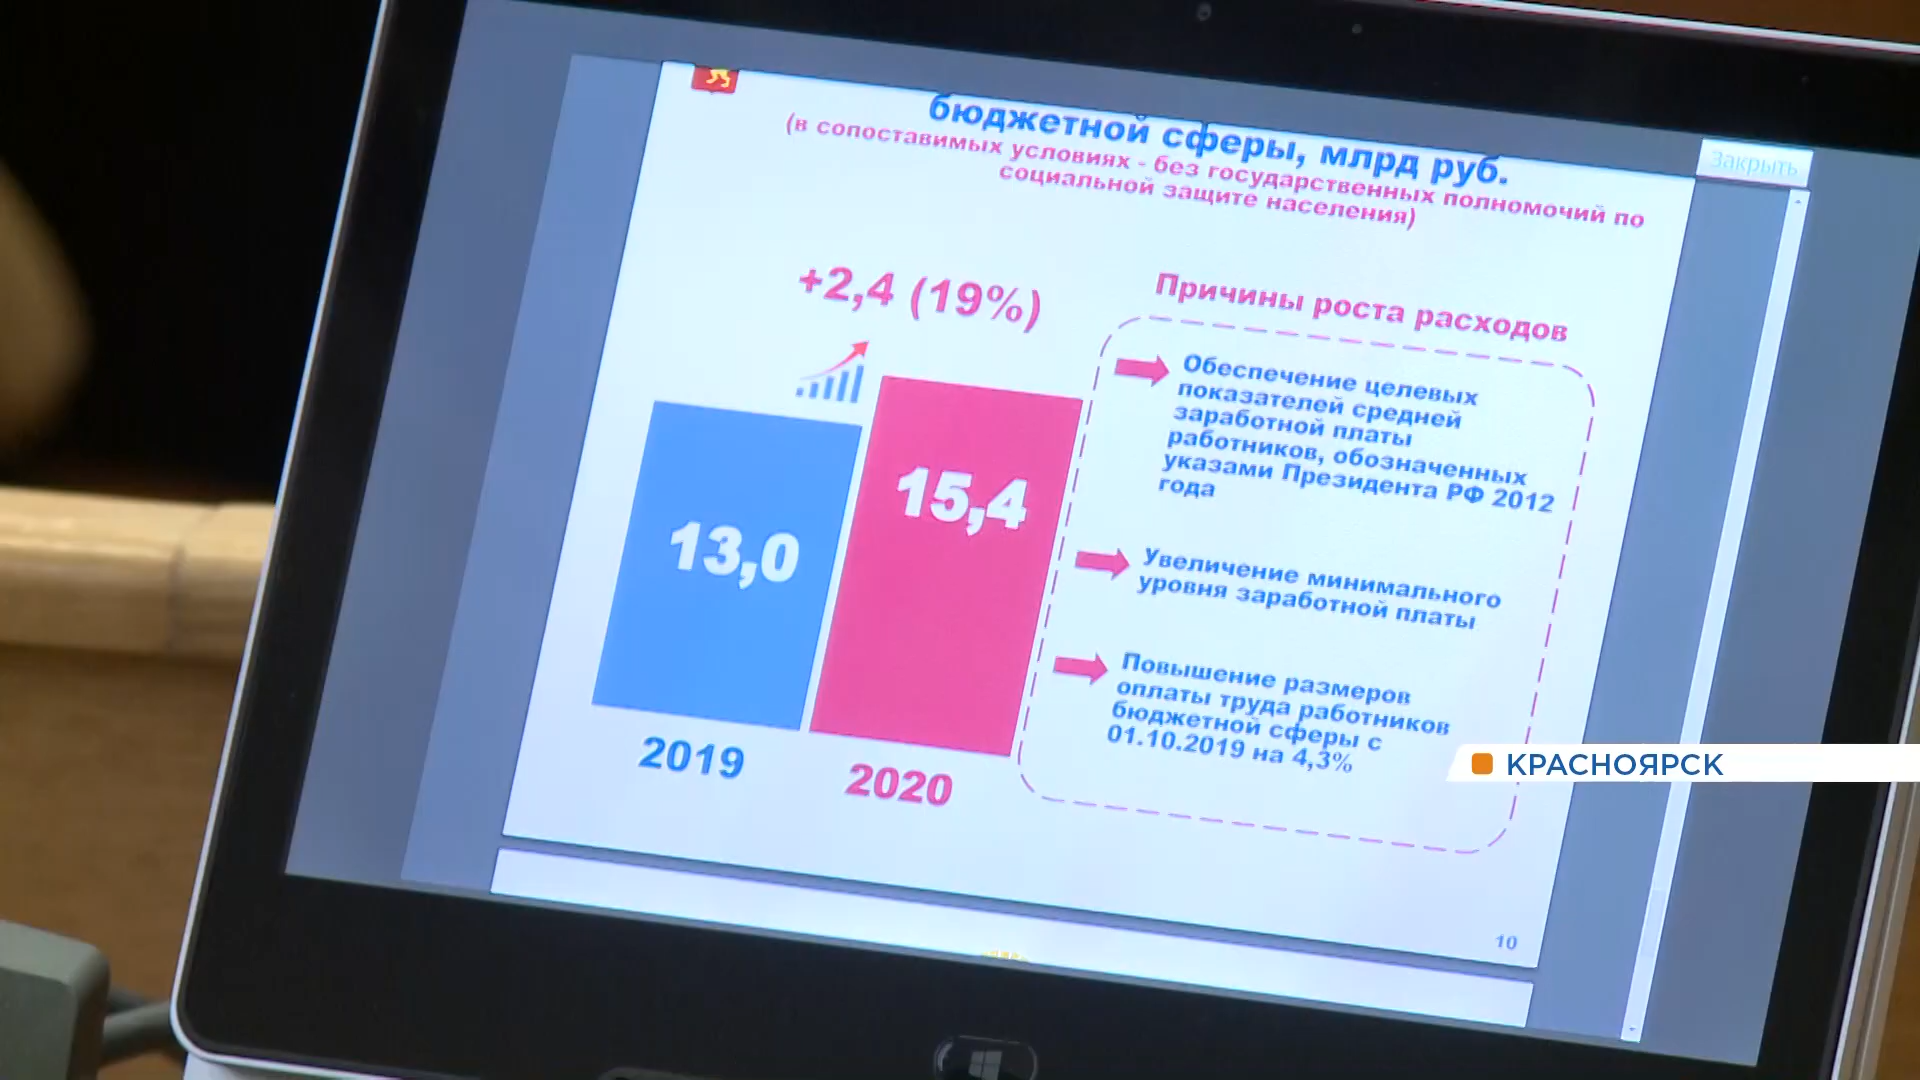 бюджетной сферы, млрд руб.
(в сопоставимых условиях - без государственных полномочий по
социальной защите населения)
Закрыть
+2,4 (19%)
13,0
15,4
2019
2020
Причины роста расходов
Обеспечение целевых
показателей средней
заработной платы
работников, обозначенных
указами Президента РФ 2012
года
Увеличение минимального
уровня заработной платы
Повышение размеров
оплаты труда работников
бюджетной сферы с
01.10.2019 на 4,3%
КРАСНОЯРСК
10